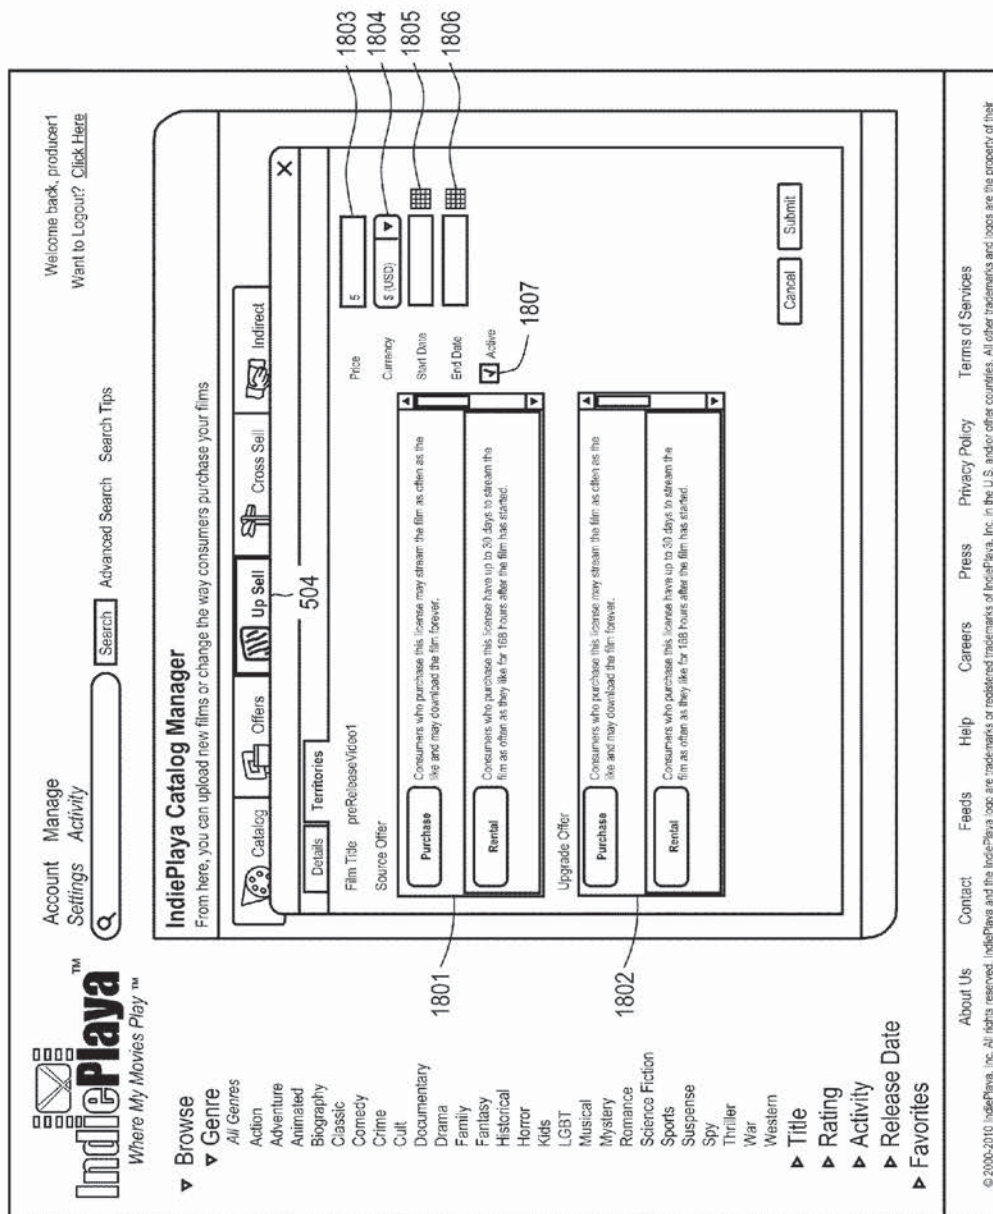 IndiePlaya™
Where My Movies Play ™
Account Manage
Settings Activity
Search Advanced Search Search Tips
Welcome back, producer1
Want to Logout? Click Here
Browse
Genre
All Genres
Action
Adventure
Animated
Biography
Classic
Comedy
Crime
Cult
Documentary
Drama
Family
Fantasy
Historical
Horror
Kids
LGBT
Musical
Mystery
Romance
Science Fiction
Sports
Suspense
Spy
Thriller
War
Western
Title
Rating
Activity
Release Date
Favorites
IndiePlaya Catalog Manager
From here, you can upload new films or change the way consumers purchase your films
Catalog Offers Up Sell Cross Sell Indirect
504
Details Territories X
Film Title preReleaseVideo1
Source Offer
Purchase
Consumers who purchase this license may stream the film as often as the
like and may download the film forever.
Rental
Consumers who purchase this license have up to 30 days to stream the
film as often as they like for 168 hours after the film has started.
1801
Upgrade Offer
Purchase
Consumers who purchase this license may stream the film as often as the
like and may download the film forever.
Rental
Consumers who purchase this license have up to 30 days to stream the
film as often as they like for 168 hours after the film has started.
1802
Price 5 1803
Currency $ (USD) 1804
Start Date 1805
End Date 1806
Active 1807
Cancal Submit
About Us Contact Feeds Help Careers Press Privacy Policy Terms of Services
© 2000-2010 IndiePlaya, Inc. All rights reserved. IndiePlaya and the IndiePlaya logo are trademarks or registered trademarks of IndiePlaya, Inc. in the U.S. and/or other countries. All other trademarks and logos are the property of their